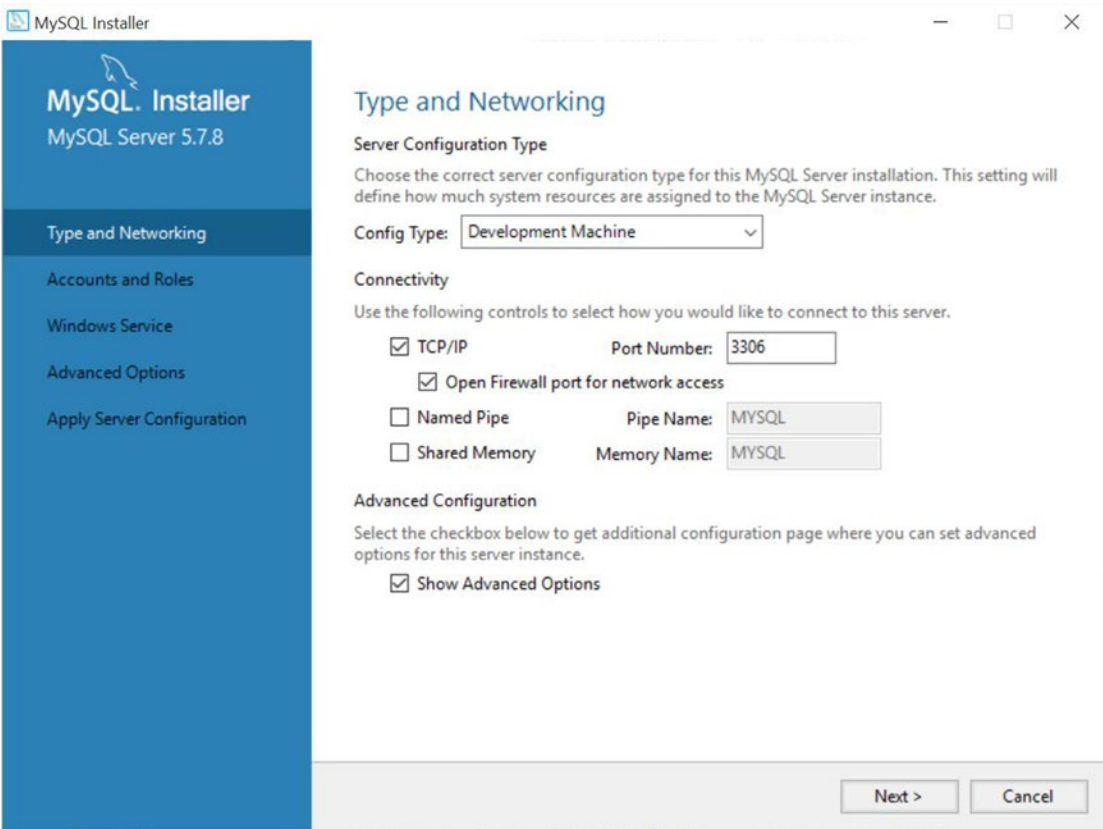 MySQL Installer
MySQL. Installer
MySQL Server 5.7.8
Type and Networking
Accounts and Roles
Windows Service
Advanced Options
Apply Server Configuration
Type and Networking
Server Configuration Type
Choose the correct server configuration type for this MySQL Server installation. This setting will
define how much system resources are assigned to the MySQL Server instance.
Config Type: Development Machine
Connectivity
Use the following controls to select how you would like to connect to this server.
TCP/IP Port Number: 3306
Open Firewall port for network access
Named Pipe Pipe Name: MYSQL
Shared Memory Memory Name: MYSQL
Advanced Configuration
Select the checkbox below to get additional configuration page where you can set advanced
options for this server instance.
Show Advanced Options
Next > Cancel